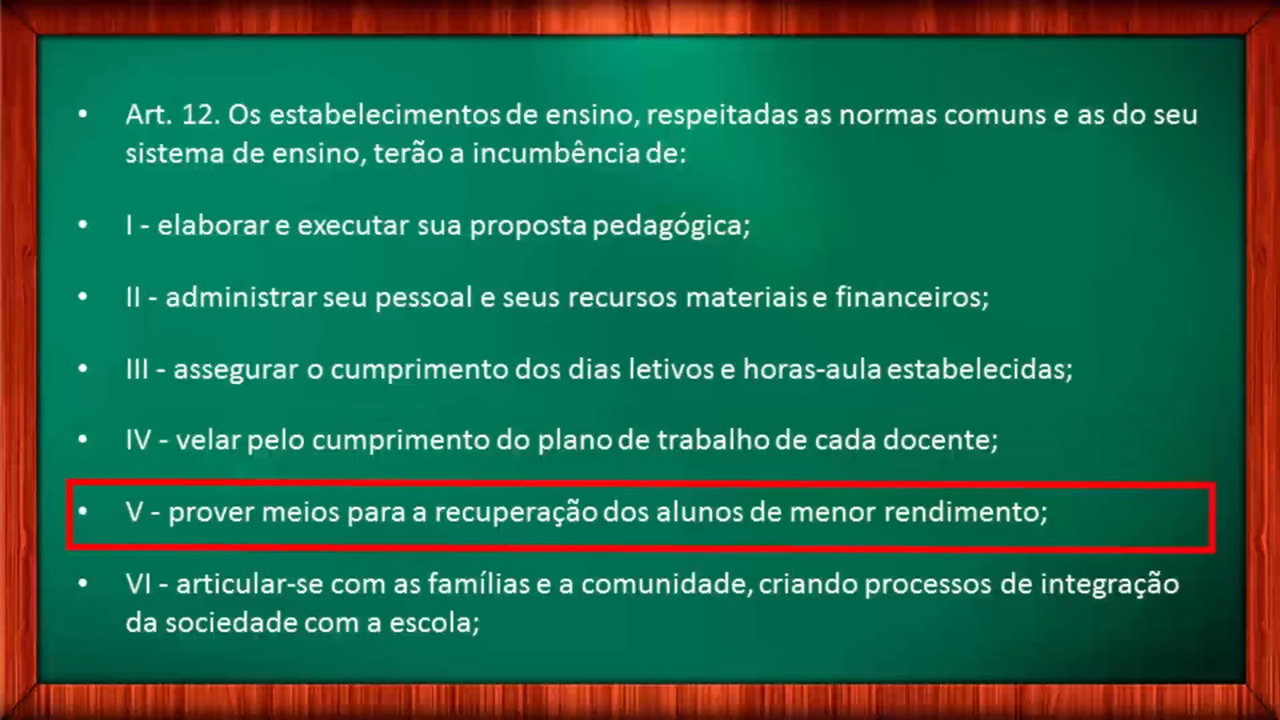 • Art. 12. Os estabelecimentos de ensino, respeitadas as normas comuns e as do seu
sistema de ensino, terão a incumbência de:
• I - elaborar e executar sua proposta pedagógica;
• II - administrar seu pessoal e seus recursos materiais e financeiros;
• III - assegurar o cumprimento dos dias letivos e horas-aula estabelecidas;
• IV - velar pelo cumprimento do plano de trabalho de cada docente;
• V - prover meios para a recuperação dos alunos de menor rendimento;
• VI - articular-se com as famílias e a comunidade, criando processos de integração
da sociedade com a escola;